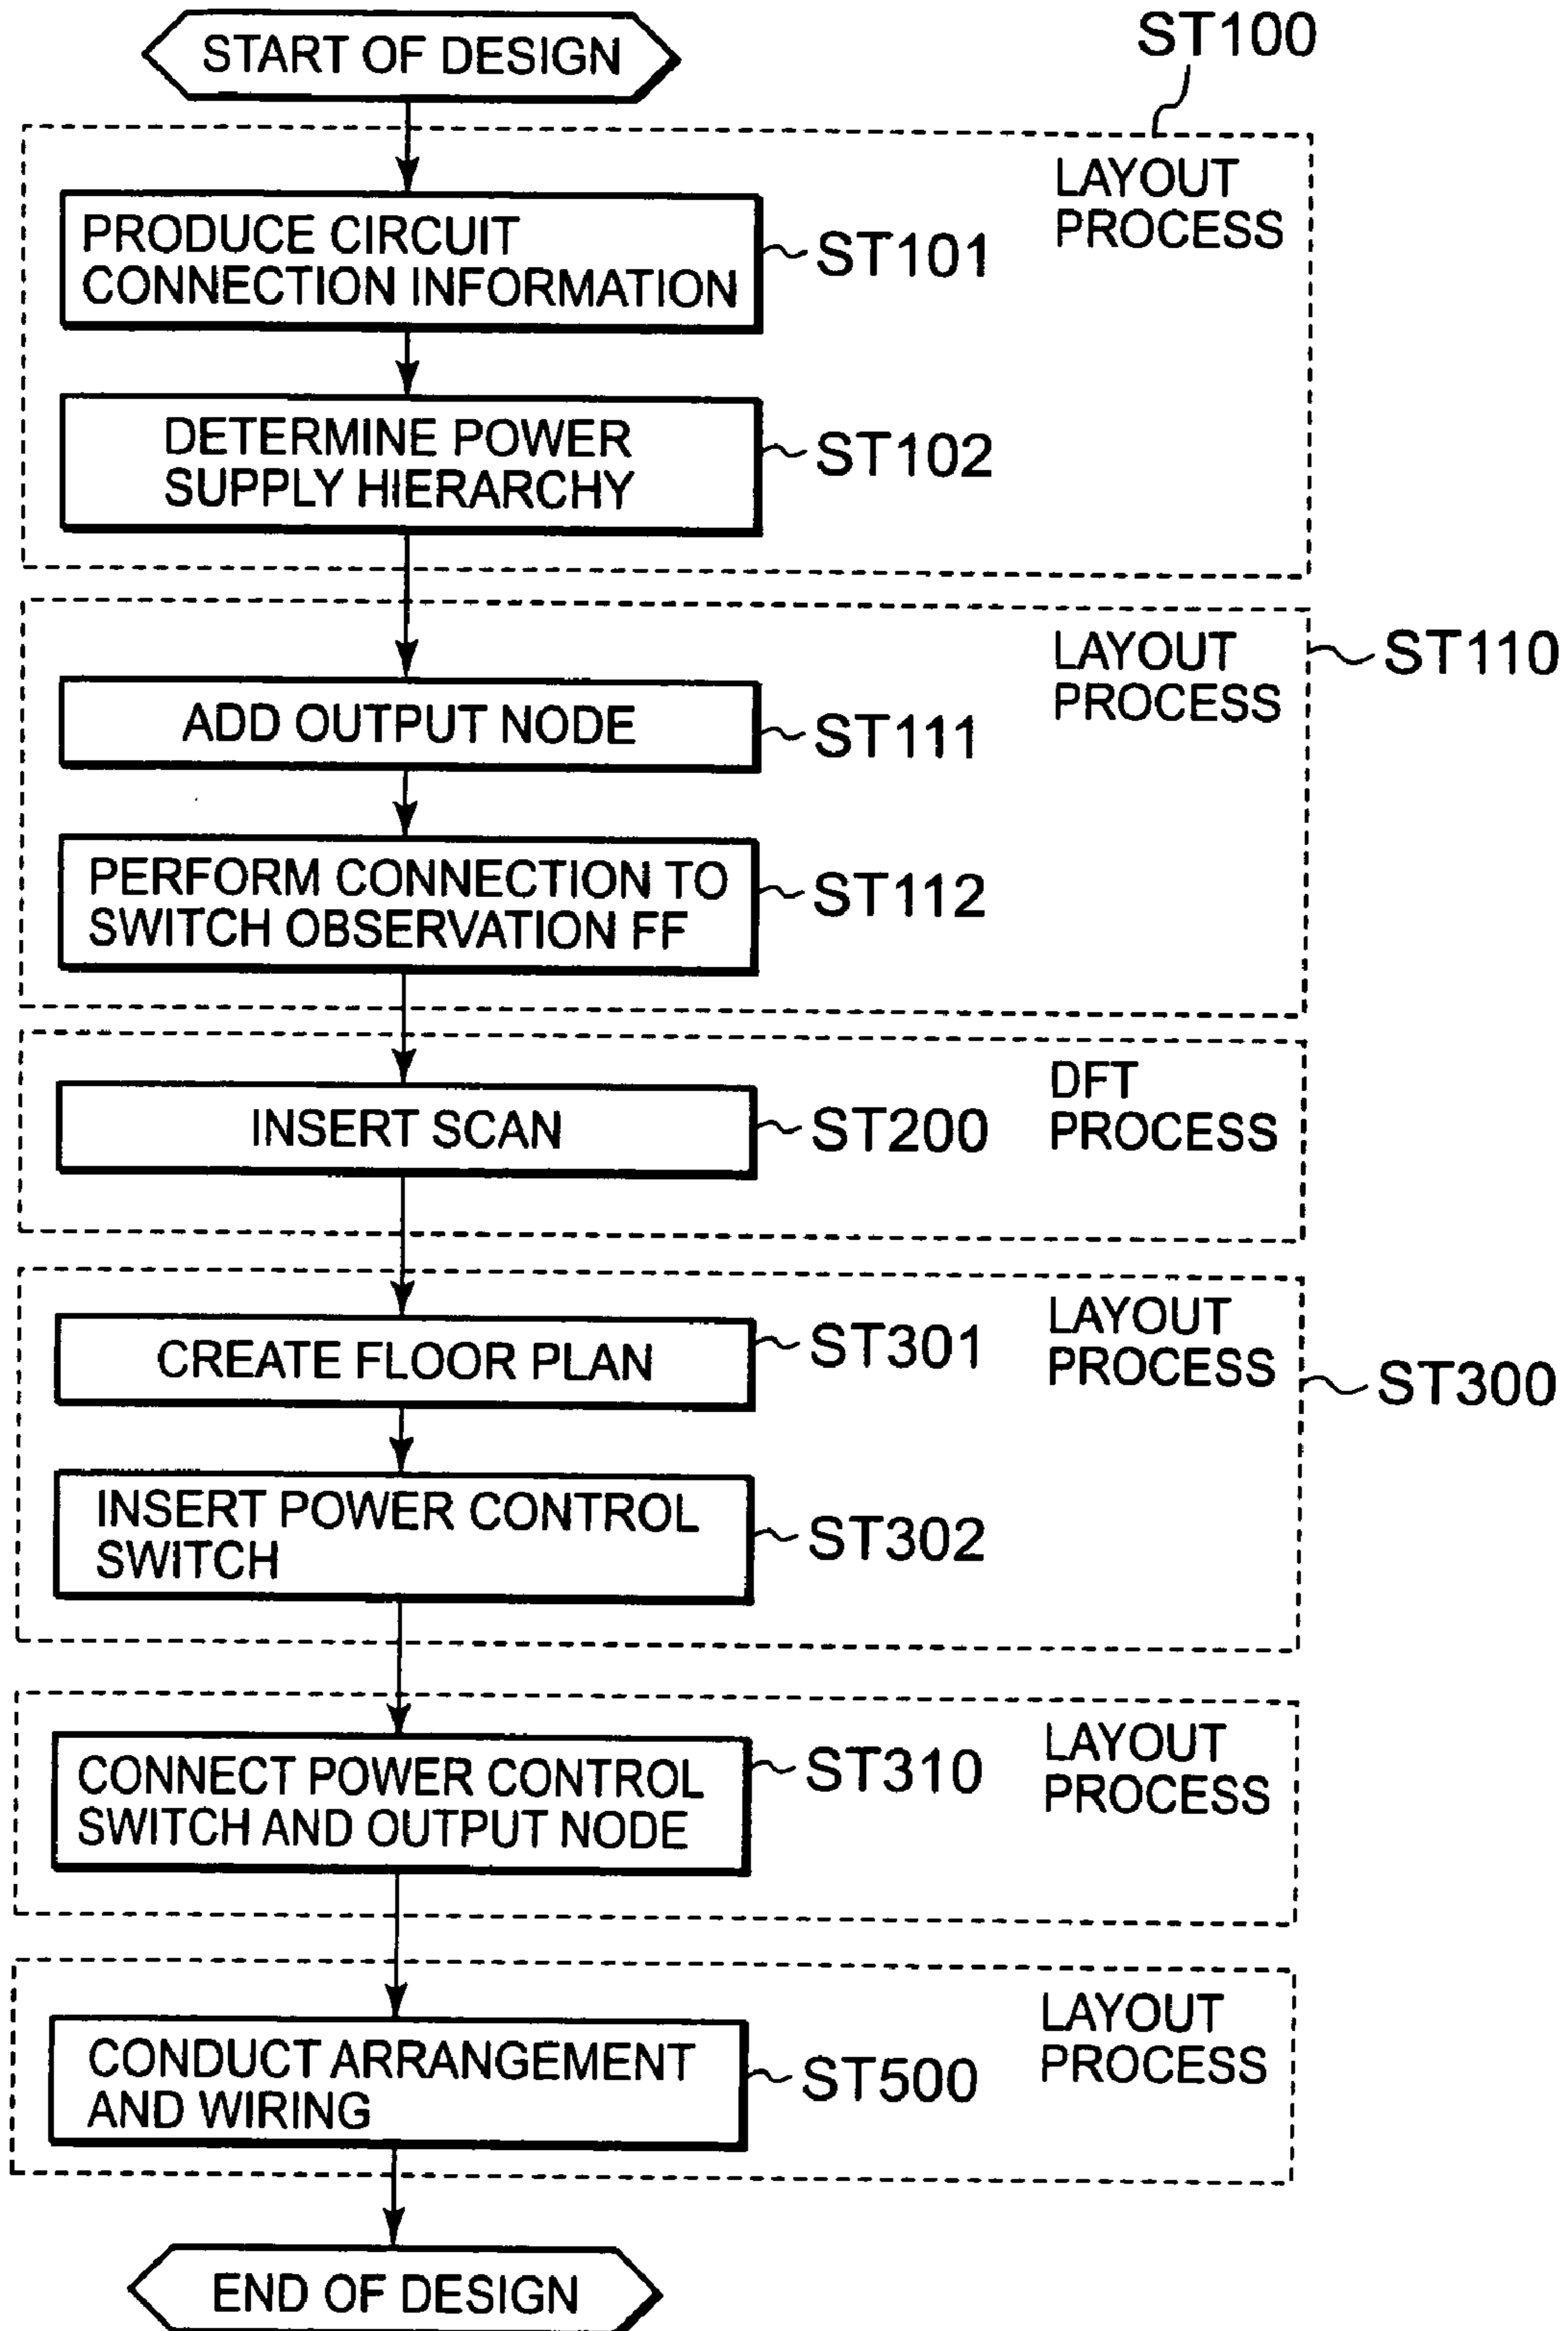 START OF DESIGN
ST100
LAYOUT
PROCESS
PRODUCE CIRCUIT
CONNECTION INFORMATION
ST101
DETERMINE POWER
SUPPLY HIERARCHY
ST102
LAYOUT
PROCESS
ST110
ADD OUTPUT NODE
ST111
PERFORM CONNECTION TO
SWITCH OBSERVATION FF
ST112
DFT
PROCESS
INSERT SCAN
ST200
LAYOUT
PROCESS
ST300
CREATE FLOOR PLAN
ST301
INSERT POWER CONTROL
SWITCH
ST302
LAYOUT
PROCESS
CONNECT POWER CONTROL
SWITCH AND OUTPUT NODE
ST310
LAYOUT
PROCESS
CONDUCT ARRANGEMENT
AND WIRING
ST500
END OF DESIGN